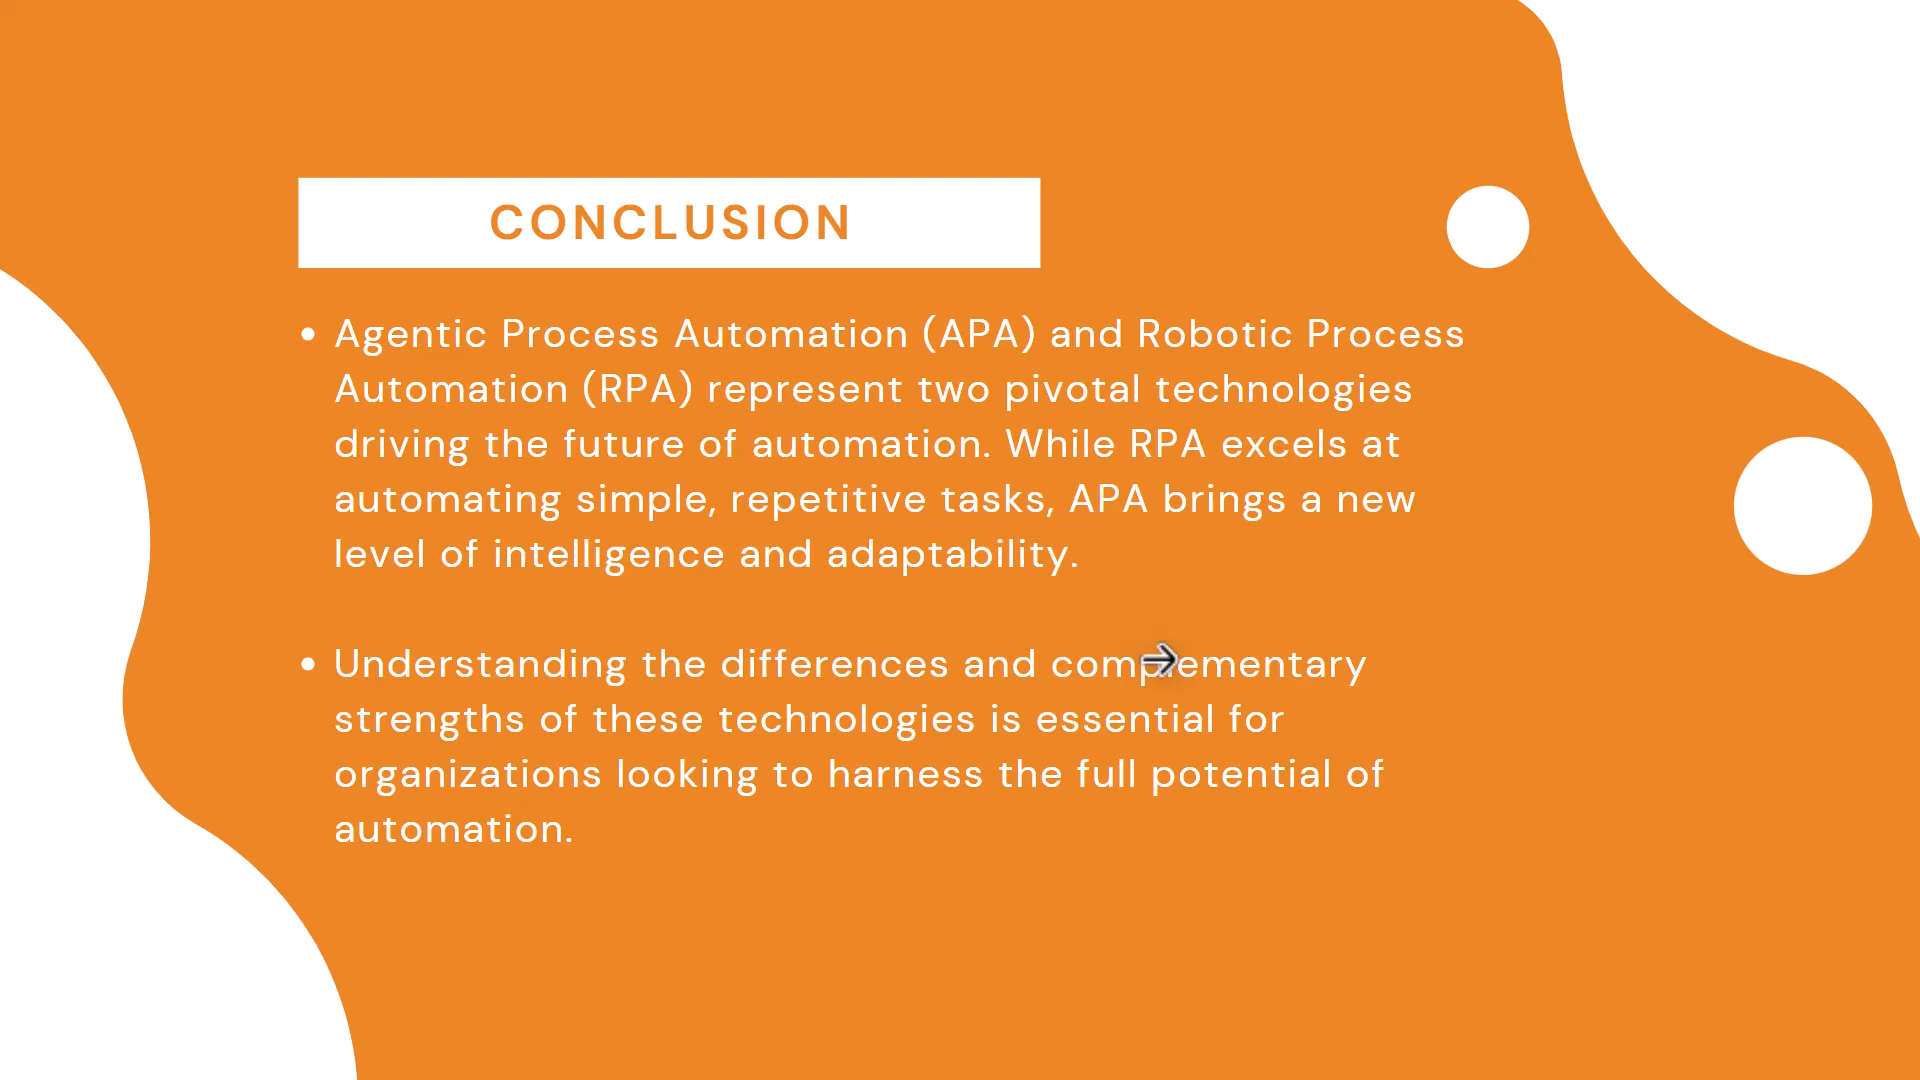 CONCLUSION
• Agentic Process Automation (APA) and Robotic Process
Automation (RPA) represent two pivotal technologies
driving the future of automation. While RPA excels at
automating simple, repetitive tasks, APA brings a new
level of intelligence and adaptability.
• Understanding the differences and complementary
strengths of these technologies is essential for
organizations looking to harness the full potential of
automation.